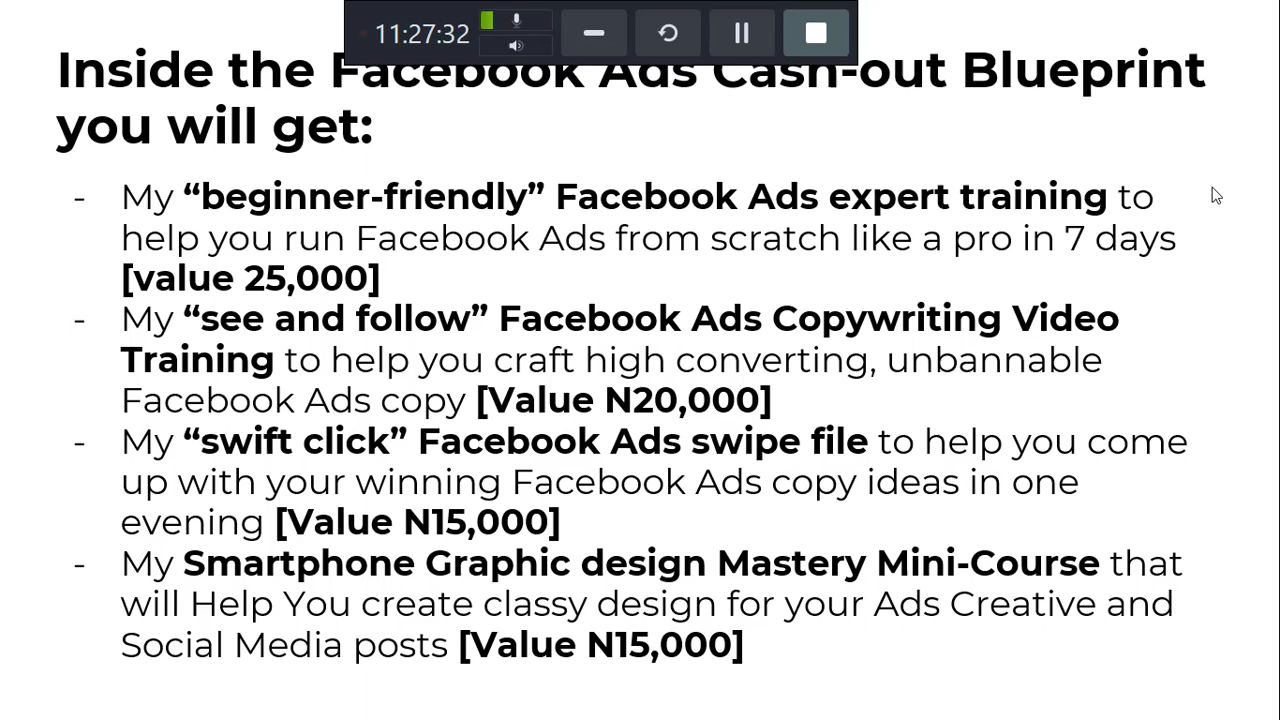 11:27:32
Inside the Facebook Ads Cash-out Blueprint
you will get:
- My “beginner-friendly” Facebook Ads expert training to
help you run Facebook Ads from scratch like a pro in 7 days
[value 25,000]
- My “see and follow” Facebook Ads Copywriting Video
Training to help you craft high converting, unbannable
Facebook Ads copy [Value N20,000]
- My “swift click” Facebook Ads swipe file to help you come
up with your winning Facebook Ads copy ideas in one
evening [Value N15,000]
- My Smartphone Graphic design Mastery Mini-Course that
will Help You create classy design for your Ads Creative and
Social Media posts [Value N15,000]